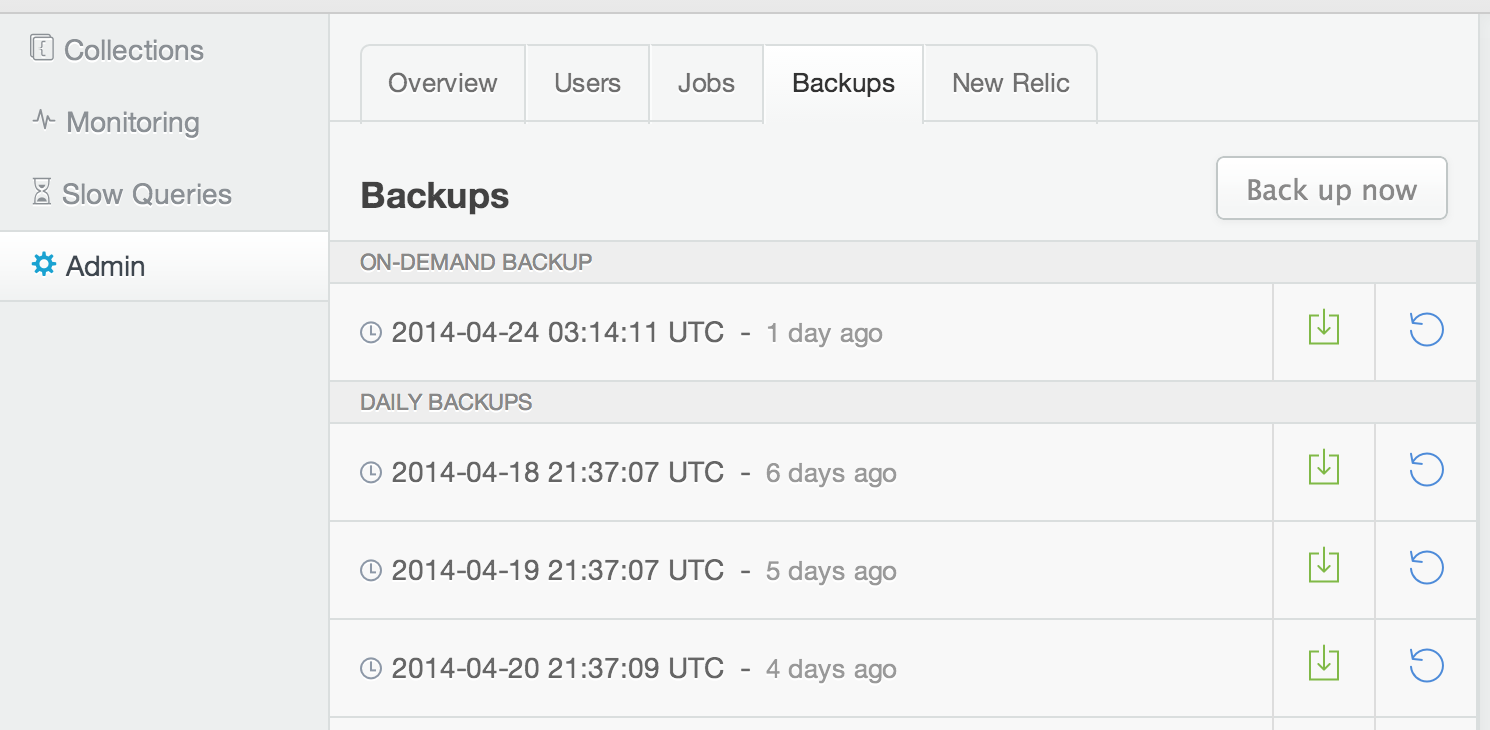 Collections
Monitoring
Slow Queries
Admin
Overview Users Jobs Backups New Relic
Backups
Back up now
ON-DEMAND BACKUP
2014-04-24 03:14:11 UTC - 1 day ago
DAILY BACKUPS
2014-04-18 21:37:07 UTC - 6 days ago
2014-04-19 21:37:07 UTC - 5 days ago
2014-04-20 21:37:09 UTC - 4 days ago